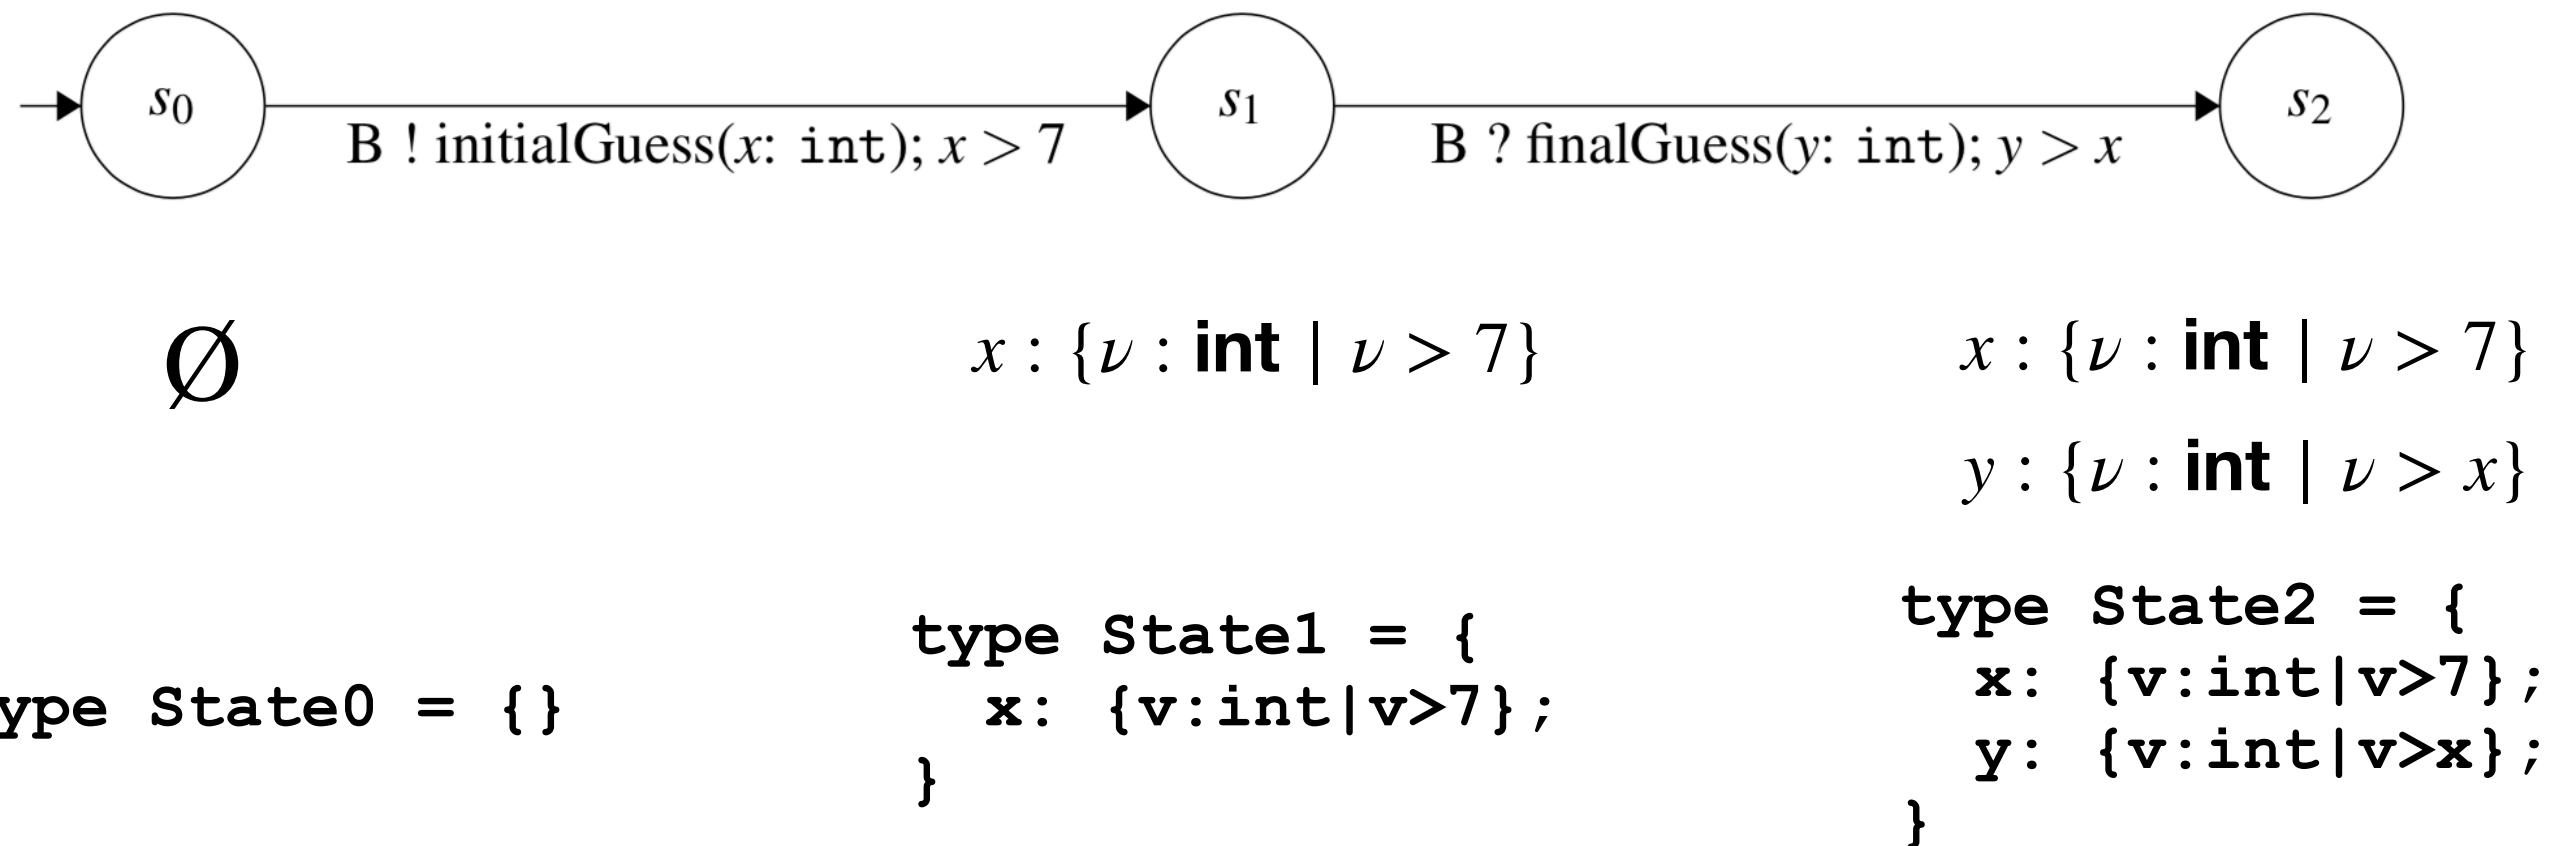 s0
s1
s2
B ! initialGuess(x: int); x > 7
B ? finalGuess(y: int); y > x
∅
x : {ν : int | ν > 7}
x : {ν : int | ν > 7}
y : {ν : int | ν > x}
ype State0 = {}
type State1 = {
x: {v:int|v>7};
}
type State2 = {
x: {v:int|v>7};
y: {v:int|v>x};
}